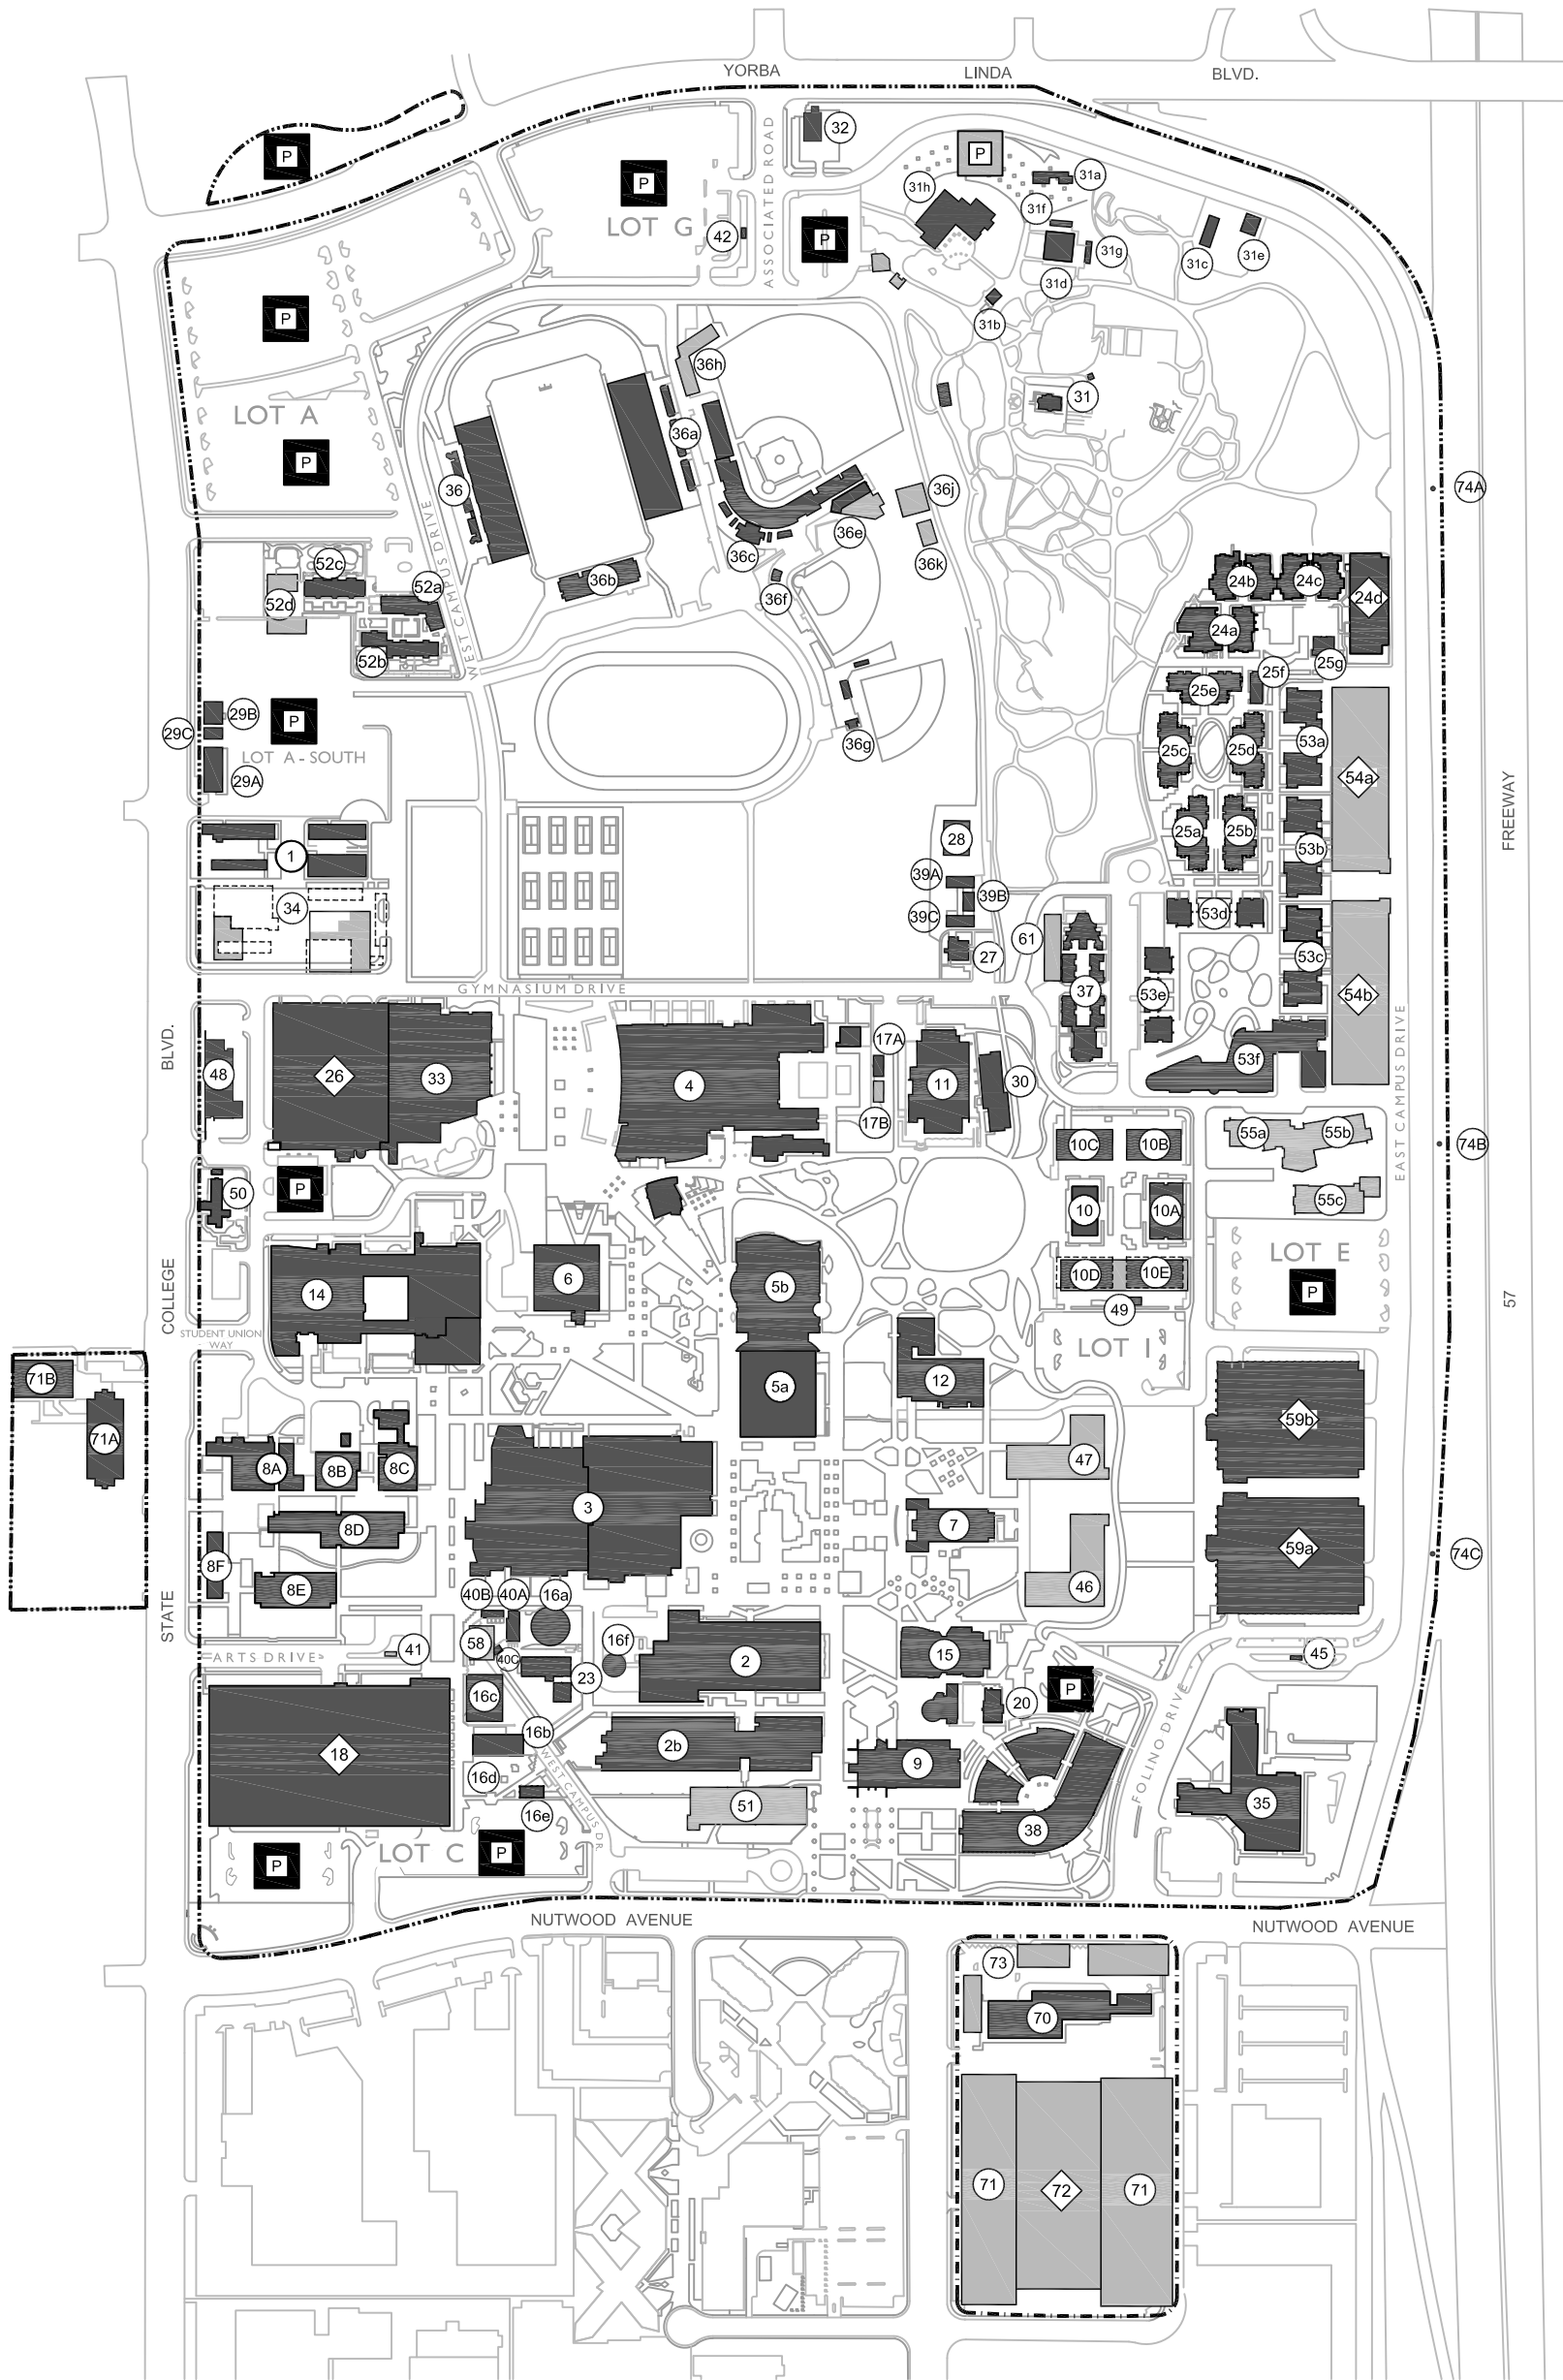 YORBA LINDA BLVD.
P
32
P
P
31a
31h
LOT G
ASSOCIATED ROAD
31f
42
P
31g
31c
31e
31d
P
31b
36h
31
LOT A
36a
P
36
36j
74A
36e
36c
36k
WEST CAMPUS DRIVE
52c
52a
36b
24b
24c
24d
52d
36f
24a
52b
25g
25f
25e
29B
P
29C
LOT A - SOUTH
36g
25c
25d
53a
54a
29A
FREEWAY
25a
25b
28
53b
1
39A
39B
34
39C
53d
61
27
53c
GYMNASIUM DRIVE
37
53e
54b
BLVD.
17A
53f
48
26
33
4
11
30
EAST CAMPUS DRIVE
17B
10C
10B
55a
55b
74B
P
50
55c
10
10A
LOT E
6
5b
10D
10E
14
P
COLLEGE
49
57
STUDENT UNION
WAY
LOT I
71B
12
5a
59b
71A
8A
8B
8C
47
3
7
8D
59a
74C
8F
8E
46
40B
40A
16a
STATE
58
16f
41
ARTS DRIVE
40C
2
15
45
23
16c
P
20
16b
2b
FOLINO DRIVE
18
9
16d
WEST CAMPUS DR.
51
35
16e
38
LOT C
P
P
NUTWOOD AVENUE
NUTWOOD AVENUE
73
70
71
72
71